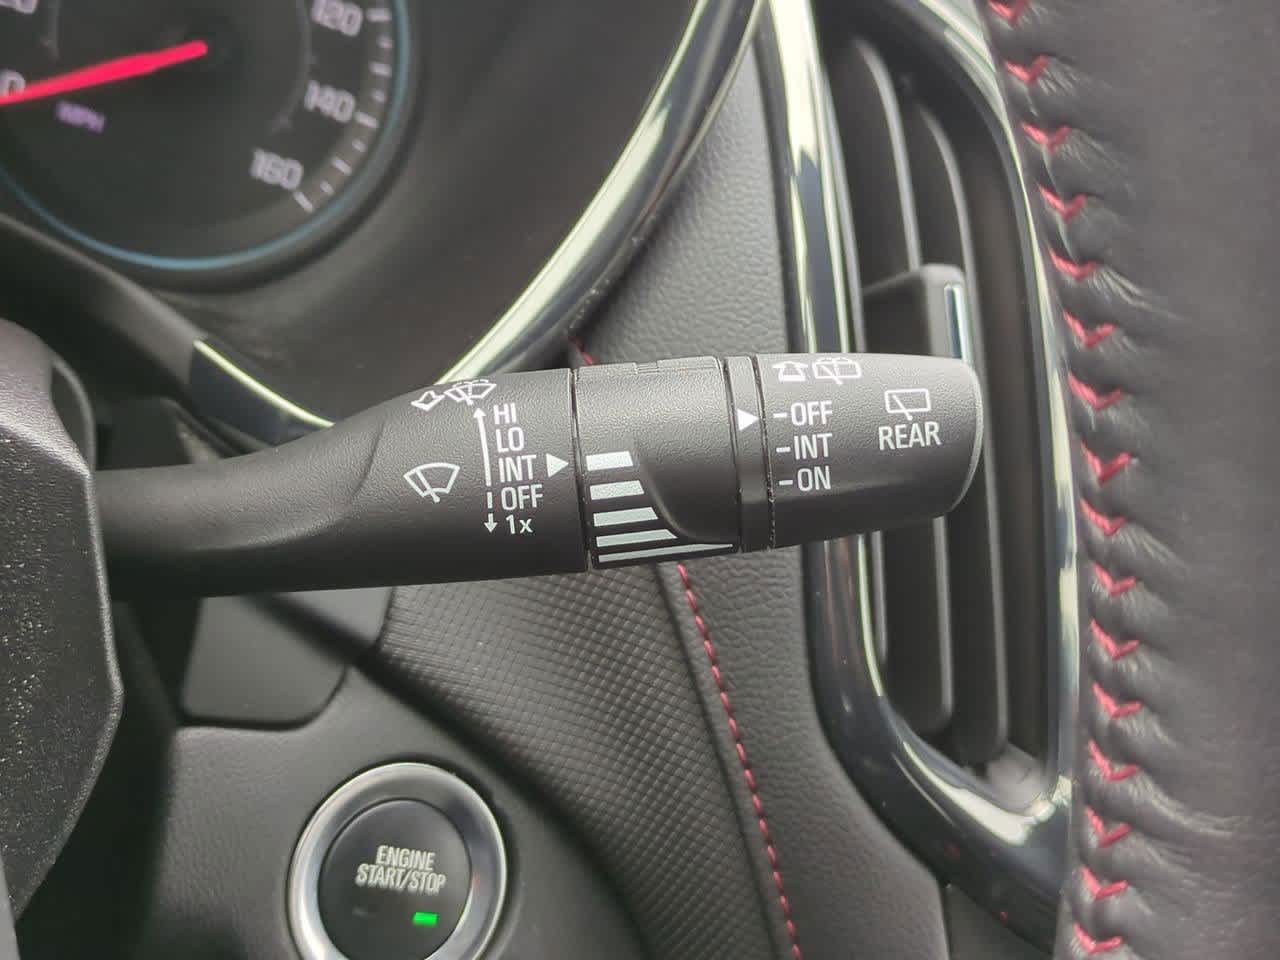 120
140
160
MPH
HI
LO
INT
OFF
1x
-OFF
-INT
-ON
REAR
ENGINE
START/STOP